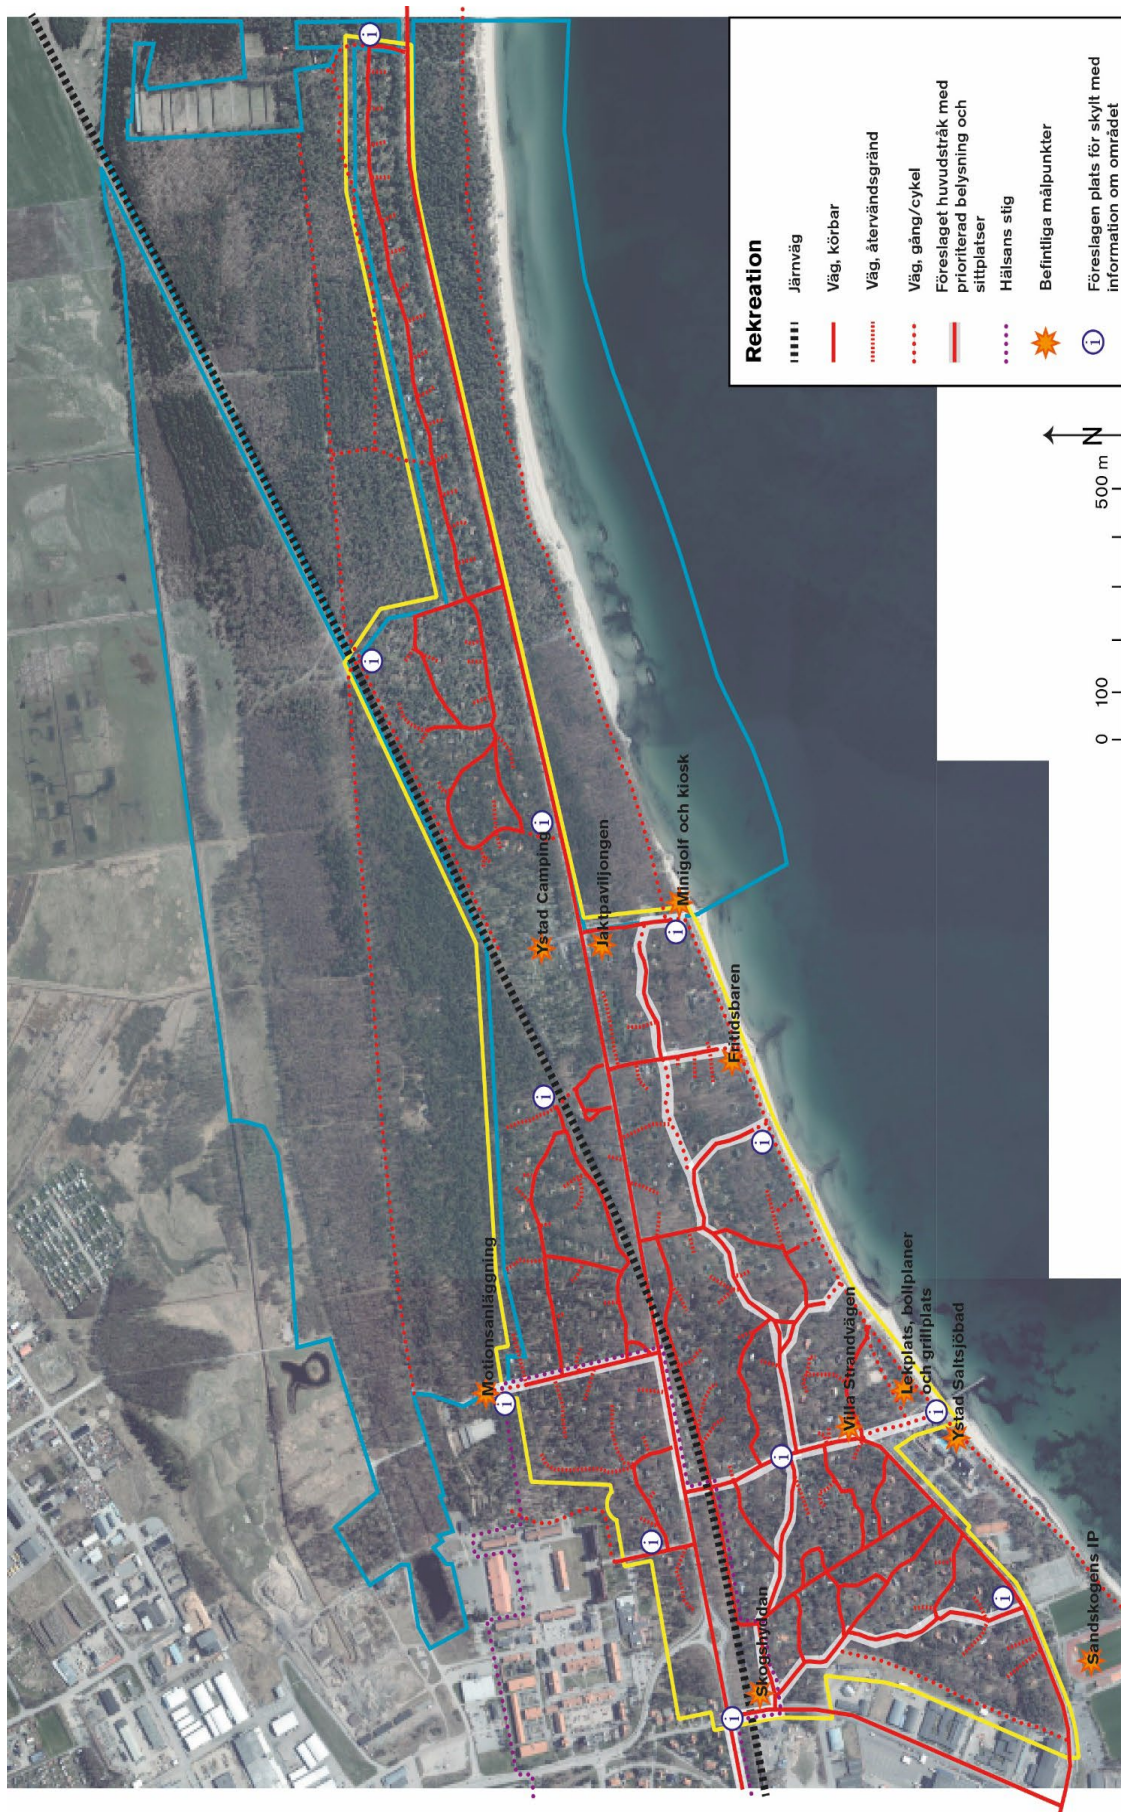 Rekreation
Järnväg
Väg, körbar
Väg, återvändsgränd
Väg, gång/cykel
Föreslaget huvudstråk med
prioriterad belysning och
sittplatser
Hälsans stig
Befintliga målpunkter
i
Föreslagen plats för skylt med
information om området
N
0
100
500 m
Motionsanläggning
Ystad Camping
Jaktpaviljongen
Minigolf och kiosk
Fritidsbaren
Lekplats, bollplaner
och grillplats
Villa Strandvägen
Ystad Saltsjöbad
Skogshyddan
Sandskogens IP
i
i
i
i
i
i
i
i
i
i
i
i